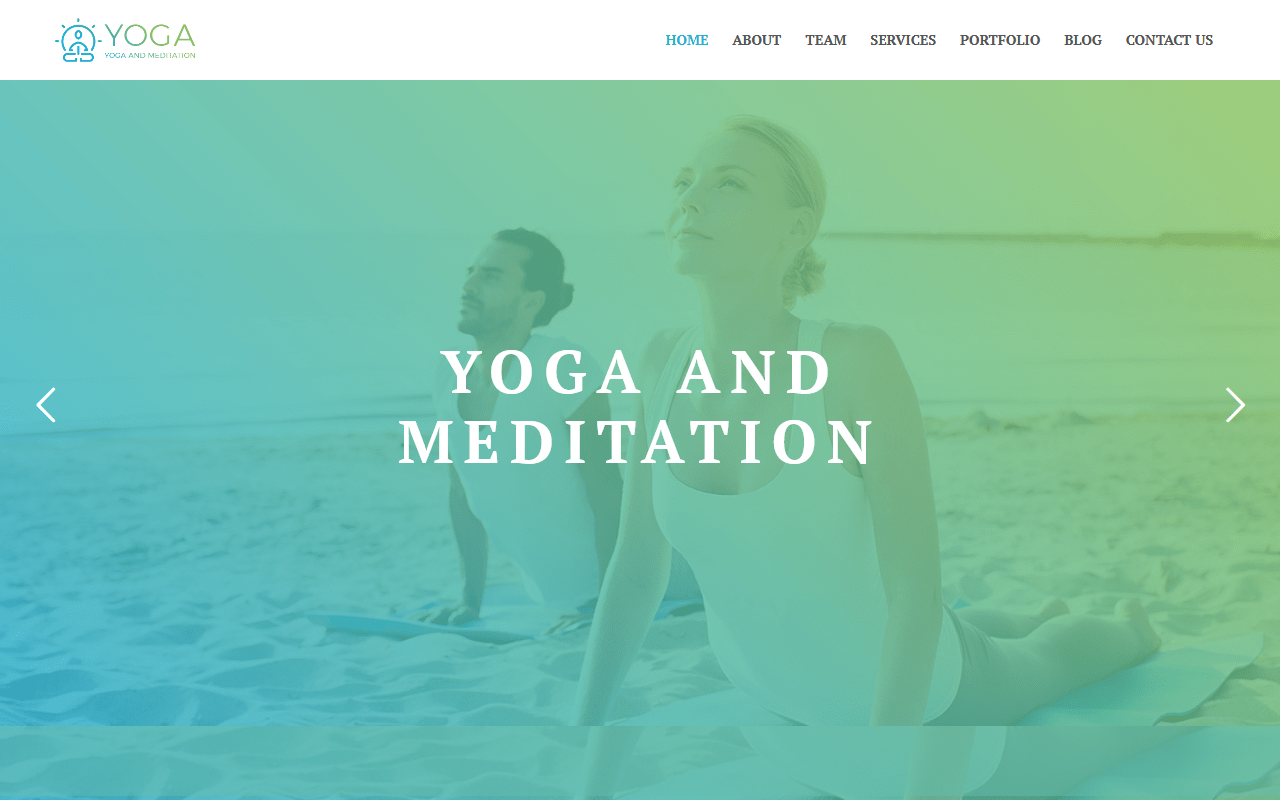 YOGA
YOGA AND MEDITATION
HOME ABOUT TEAM SERVICES PORTFOLIO BLOG CONTACT US
YOGA AND
MEDITATION